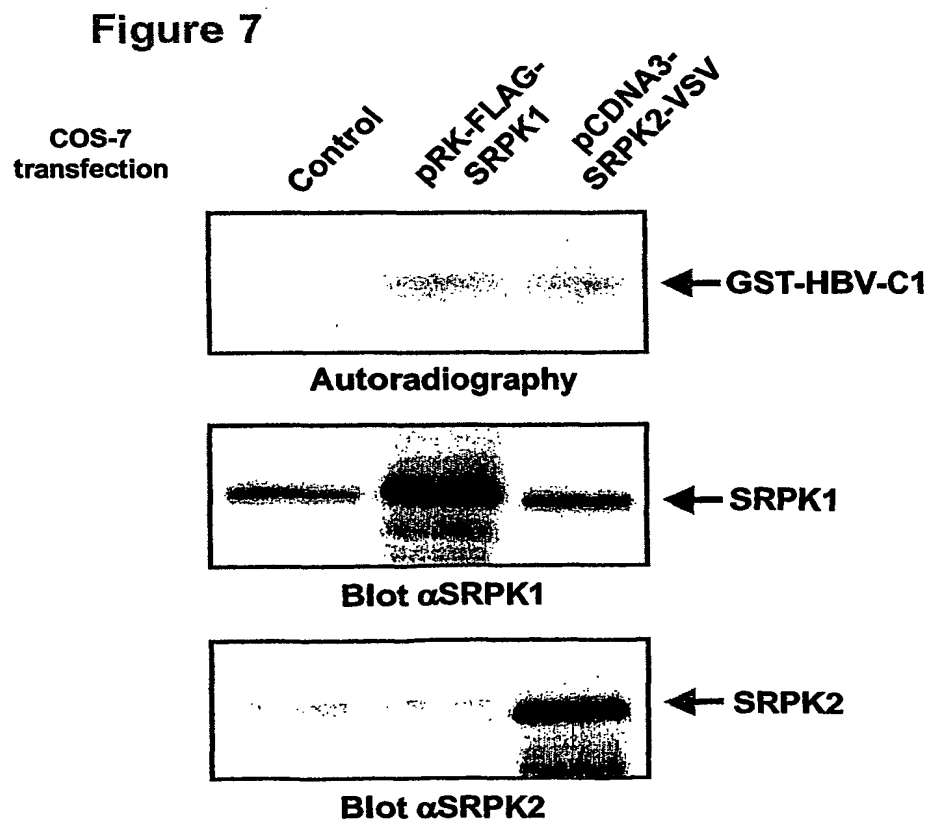 Figure 7
COS-7
transfection
Control
pRK-FLAG-
SRPK1
pCDNA3-
SRPK2-VSV
GST-HBV-C1
Autoradiography
SRPK1
Blot αSRPK1
SRPK2
Blot αSRPK2